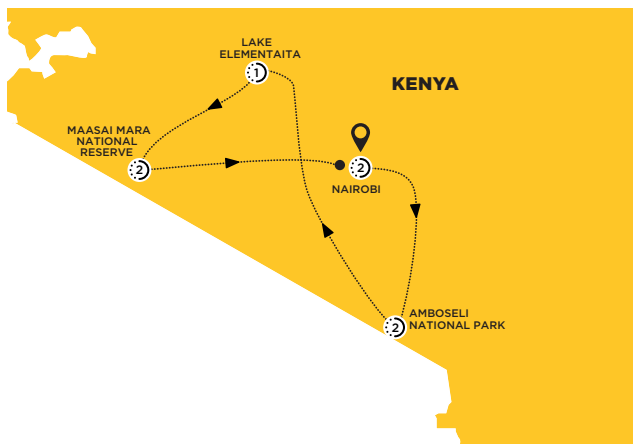 LAKE
ELEMENTAITA
1
KENYA
MAASAI MARA
NATIONAL
RESERVE
2
2
NAIROBI
2
AMBOSELI
NATIONAL PARK